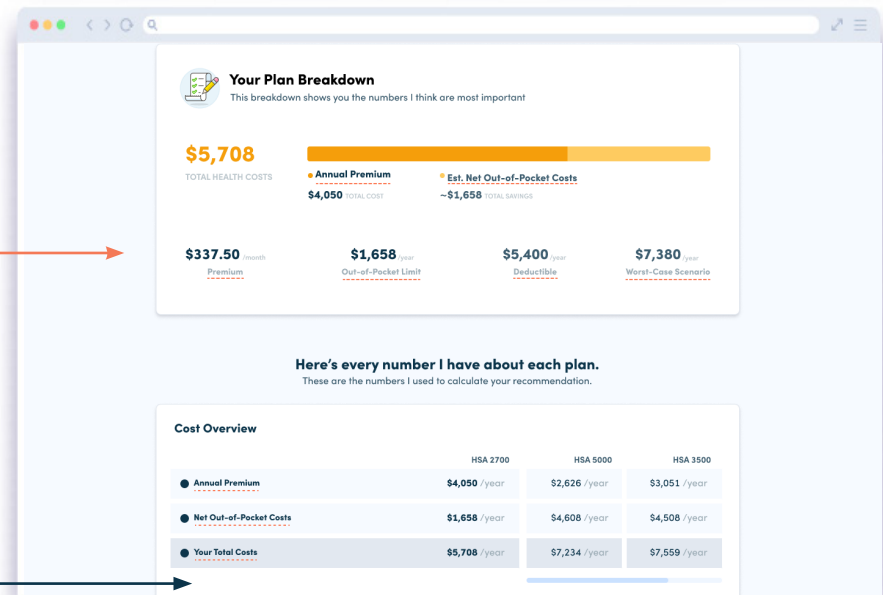 Your Plan Breakdown
This breakdown shows you the numbers I think are most important
$5,708
TOTAL HEALTH COSTS
Annual Premium
$4,050 TOTAL COST
Est. Net Out-of-Pocket Costs
~$1,658 TOTAL SAVINGS
$337.50 /month
Premium
$1,658 /year
Out-of-Pocket Limit
$5,400 /year
Deductible
$7,380 /year
Worst-Case Scenario
Here's every number I have about each plan.
These are the numbers I used to calculate your recommendation.
Cost Overview
HSA 2700 HSA 5000 HSA 3500
Annual Premium $4,050 /year $2,626 /year $3,051 /year
Net Out-of-Pocket Costs $1,658 /year $4,608 /year $4,508 /year
Your Total Costs $5,708 /year $7,234 /year $7,559 /year